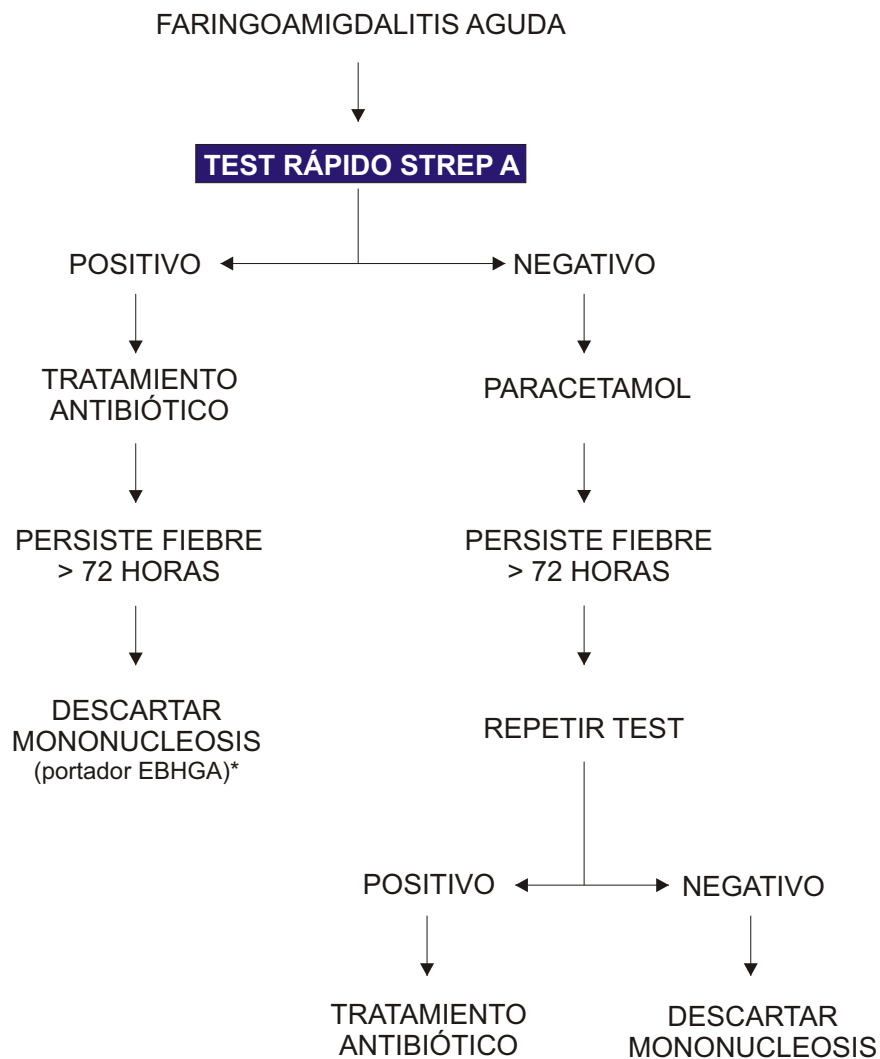 FARINGOAMIGDALITIS AGUDA
TEST RÁPIDO STREP A
POSITIVO
NEGATIVO
TRATAMIENTO
ANTIBIÓTICO
PARACETAMOL
PERSISTE FIEBRE
> 72 HORAS
PERSISTE FIEBRE
> 72 HORAS
DESCARTAR
MONONUCLEOSIS
(portador EBHGA)*
REPETIR TEST
POSITIVO
NEGATIVO
TRATAMIENTO
ANTIBIÓTICO
DESCARTAR
MONONUCLEOSIS